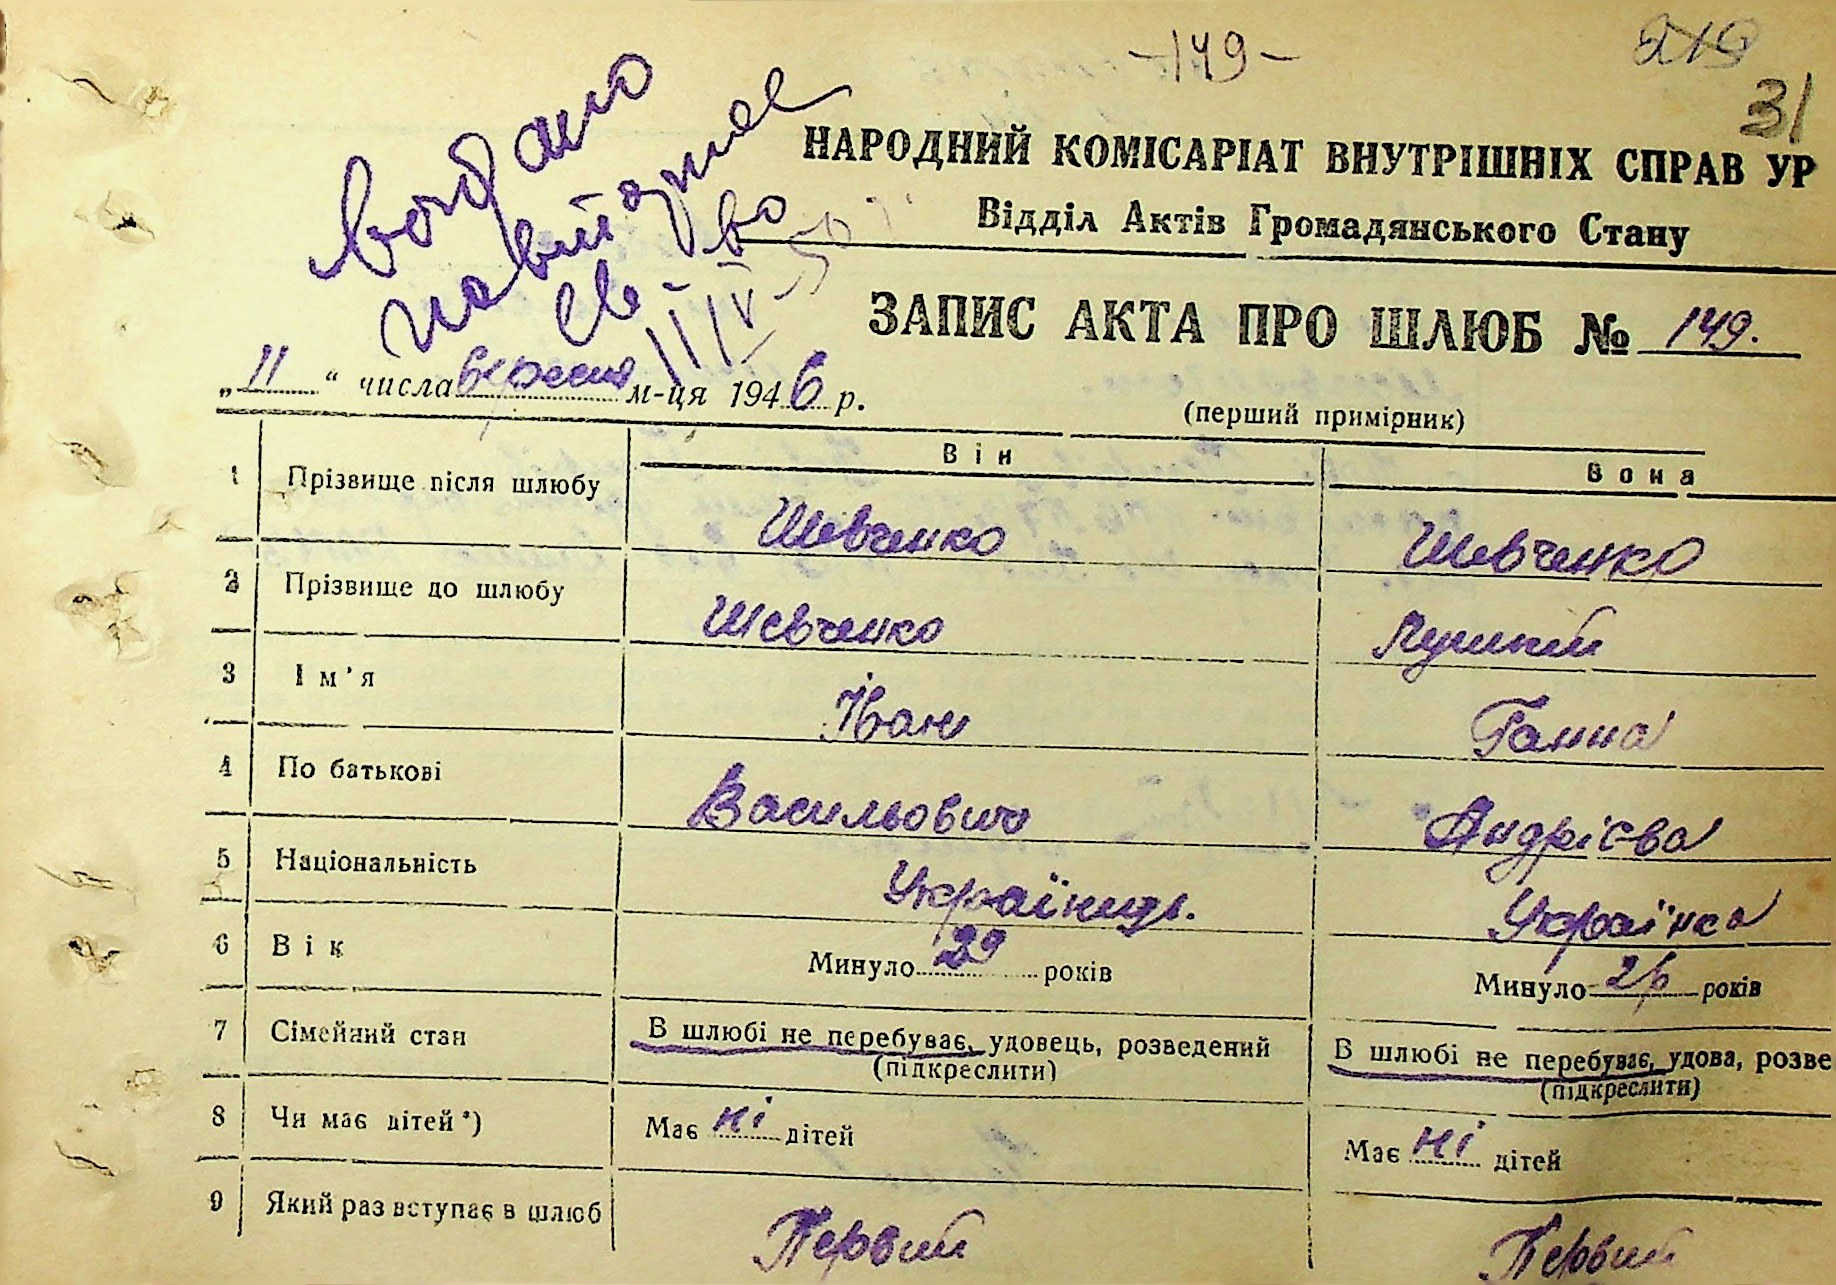 -149-
31
видано
повторне
св-во
11/IV-50 г.
НАРОДНИЙ КОМІСАРІАТ ВНУТРІШНІХ СПРАВ УР
Відділ Актів Громадянського Стану
ЗАПИС АКТА ПРО ШЛЮБ № 149.
„11“ числа вересня м-ця 1946 р.
(перший примірник)
Він Вона
1 Прізвище після шлюбу Шевченко Шевченко
2 Прізвище до шлюбу Шевченко
3 Ім'я Іван Ганна
4 По батькові Васильович Андрієва
5 Національність Українець. Українка
6 Вік Минуло 29 років Минуло 26 років
7 Сімейний стан В шлюбі не перебуває, удовець, розведений В шлюбі не перебуває, удова, розве
(підкреслити) (підкреслити)
8 Чи має дітей*) Має ні дітей Має ні дітей
9 Який раз вступає в шлюб Первий Первий